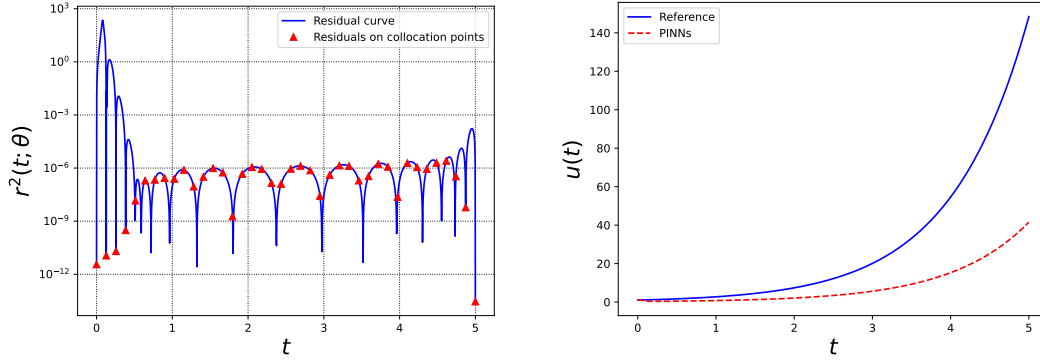 10^3
10^0
10^-3
10^-6
10^-9
10^-12
r^2(t; θ)
Residual curve
Residuals on collocation points
0 1 2 3 4 5
t
140
120
100
80
60
40
20
0
u(t)
Reference
PINNs
0 1 2 3 4 5
t